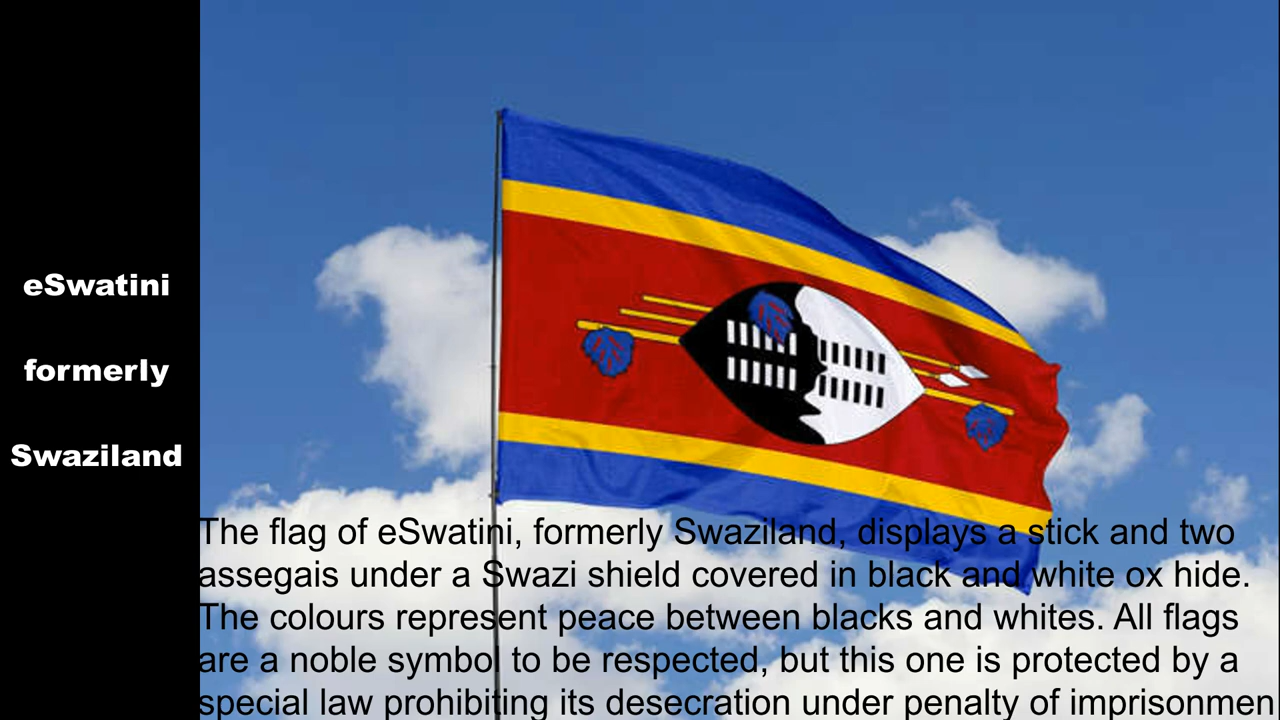 eSwatini
formerly
Swaziland
The flag of eSwatini, formerly Swaziland, displays a stick and two
assegais under a Swazi shield covered in black and white ox hide.
The colours represent peace between blacks and whites. All flags
are a noble symbol to be respected, but this one is protected by a
special law prohibiting its desecration under penalty of imprisonmen